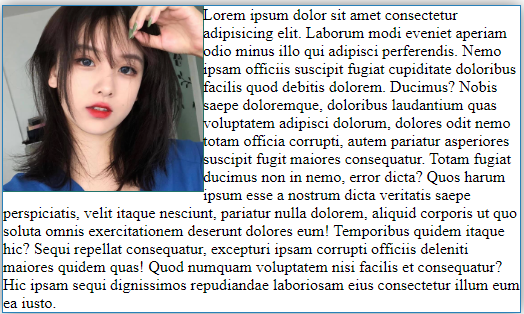 Lorem ipsum dolor sit amet consectetur
adipisicing elit. Laborum modi eveniet aperiam
odio minus illo qui adipisci perferendis. Nemo
ipsam officiis suscipit fugiat cupiditate doloribus
facilis quod debitis dolorem. Ducimus? Nobis
saepe doloremque, doloribus laudantium quas
voluptatem adipisci dolorum, dolores odit nemo
totam officia corrupti, autem pariatur asperiores
suscipit fugit maiores consequatur. Totam fugiat
ducimus non in nemo, error dicta? Quos harum
ipsum esse a nostrum dicta veritatis saepe
perspiciatis, velit itaque nesciunt, pariatur nulla dolorem, aliquid corporis ut quo
soluta omnis exercitationem deserunt dolores eum! Temporibus quidem itaque
hic? Sequi repellat consequatur, excepturi ipsam corrupti officiis deleniti
maiores quidem quas! Quod numquam voluptatem nisi facilis et consequatur?
Hic ipsam sequi dignissimos repudiandae laboriosam eius consectetur illum eum
ea iusto.